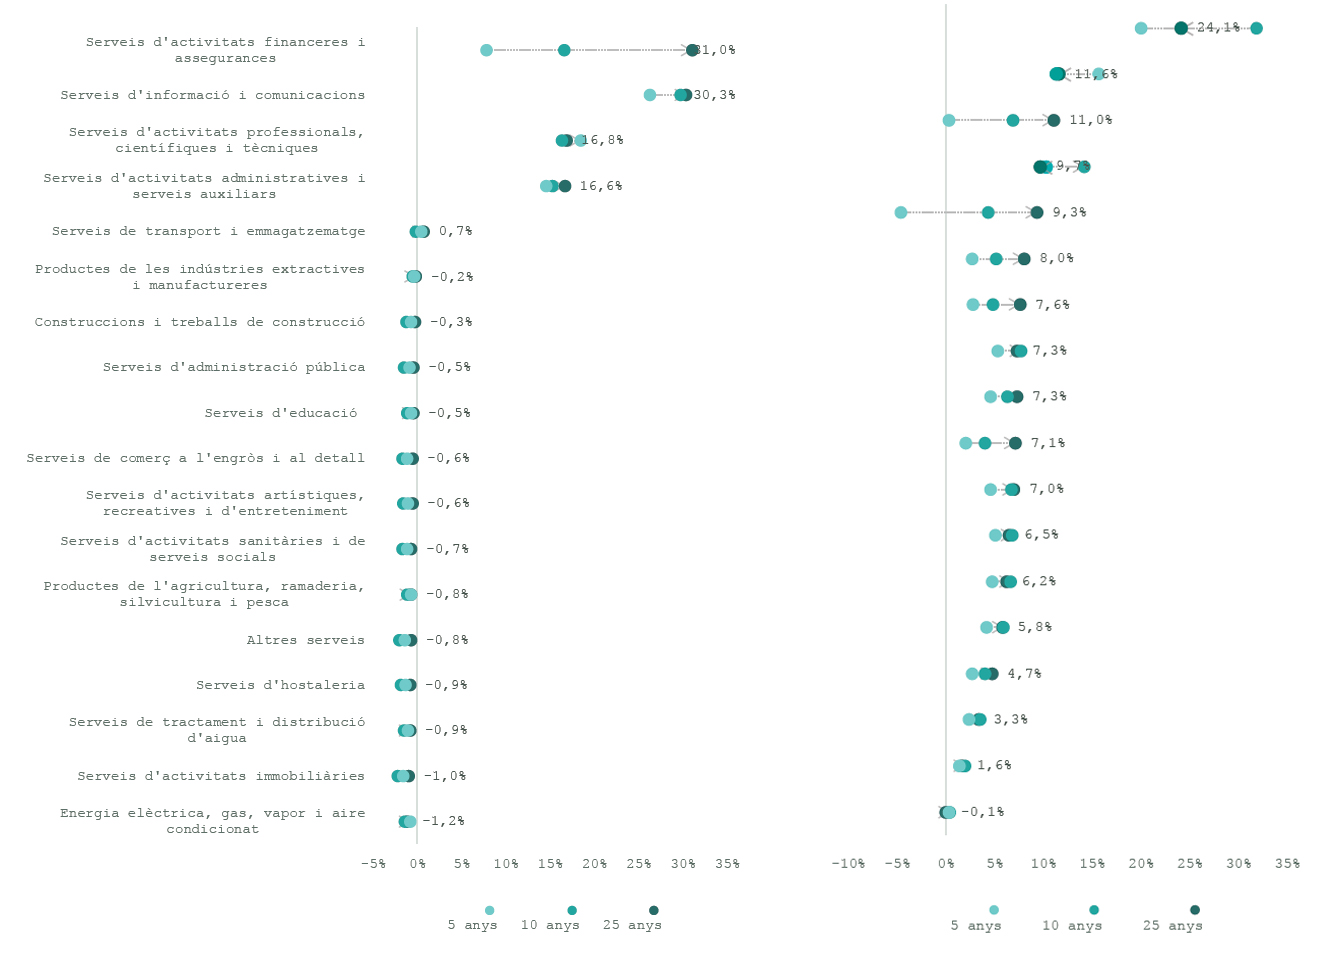 24,1%
Serveis d'activitats financeres i
assegurances
31,0%
11,6%
Serveis d'informació i comunicacions
30,3%
11,0%
Serveis d'activitats professionals,
científiques i tècniques
16,8%
9,7%
Serveis d'activitats administratives i
serveis auxiliars
16,6%
9,3%
Serveis de transport i emmagatzematge
0,7%
8,0%
Productes de les indústries extractives
i manufactureres
-0,2%
7,6%
Construccions i treballs de construcció
-0,3%
7,3%
Serveis d'administració pública
-0,5%
7,3%
Serveis d'educació
-0,5%
7,1%
Serveis de comerç a l'engròs i al detall
-0,6%
7,0%
Serveis d'activitats artístiques,
recreatives i d'entreteniment
-0,6%
6,5%
Serveis d'activitats sanitàries i de
serveis socials
-0,7%
6,2%
Productes de l'agricultura, ramaderia,
silvicultura i pesca
-0,8%
5,8%
Altres serveis
-0,8%
4,7%
Serveis d'hostaleria
-0,9%
3,3%
Serveis de tractament i distribució
d'aigua
-0,9%
1,6%
Serveis d'activitats immobiliàries
-1,0%
-0,1%
Energia elèctrica, gas, vapor i aire
condicionat
-1,2%
-5% 0% 5% 10% 15% 20% 25% 30% 35%
-10% -5% 0% 5% 10% 15% 20% 25% 30% 35%
5 anys 10 anys 25 anys
5 anys 10 anys 25 anys